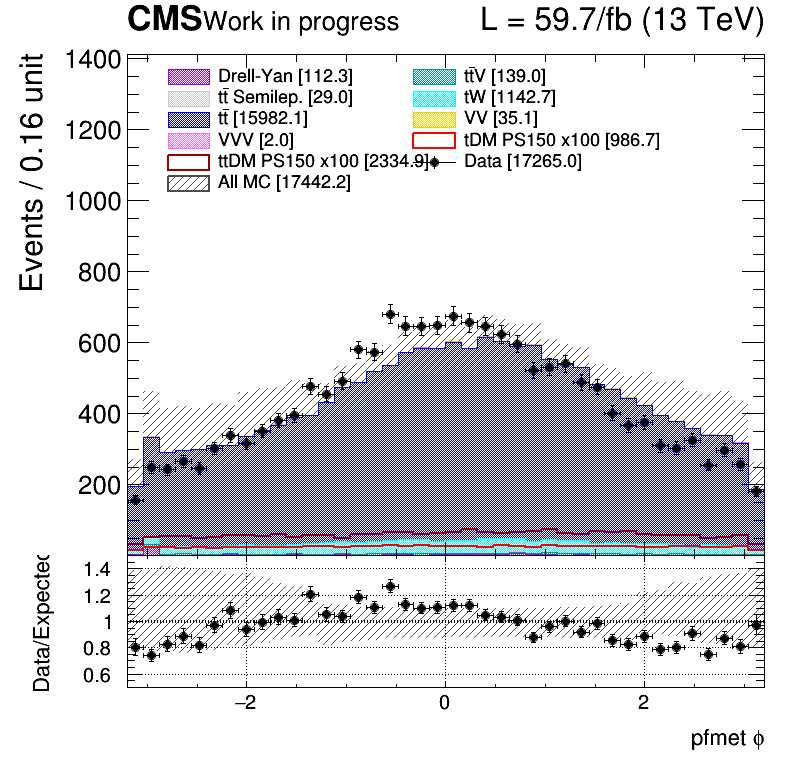 CMS Work in progress L = 59.7/fb (13 TeV)
Events / 0.16 unit
1400
1200
1000
800
600
400
200
Drell-Yan [112.3] tt̄V [139.0]
tt̄ Semilep. [29.0] tW [1142.7]
tt̄ [15982.1] VV [35.1]
VVV [2.0] tDM PS150 x100 [986.7]
ttDM PS150 x100 [2334.9] Data [17265.0]
All MC [17442.2]
Data/Expected
1.4
1.2
1
0.8
0.6
−2 0 2
pfmet ϕ